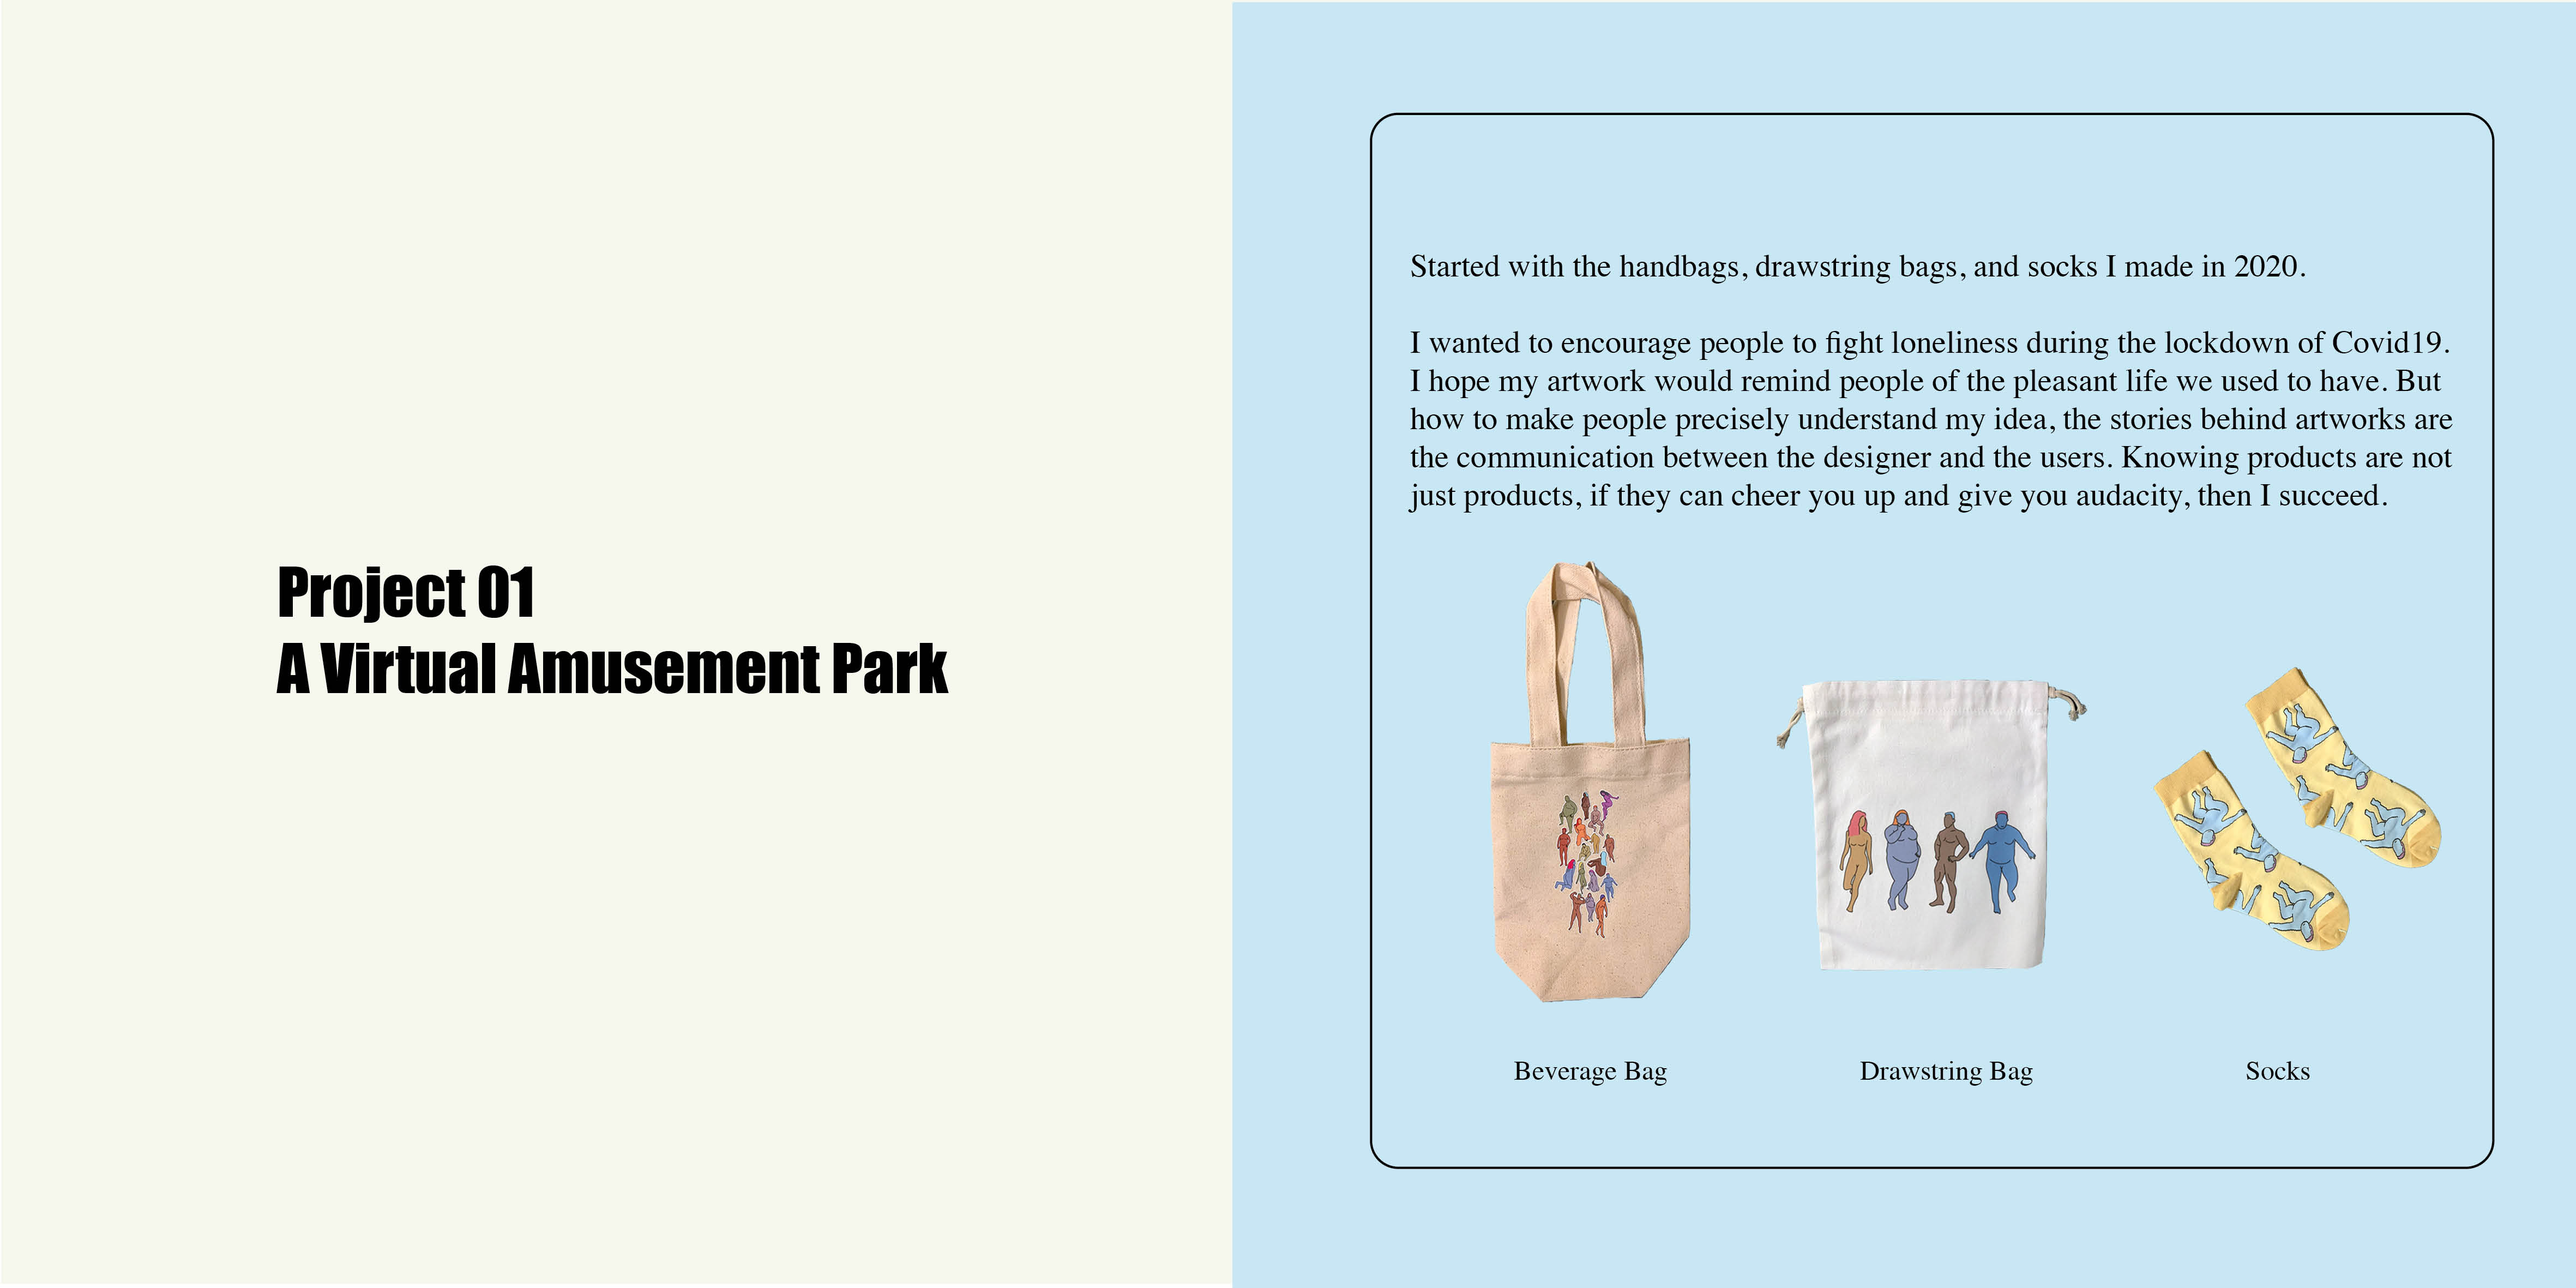 Project 01
A Virtual Amusement Park
Started with the handbags, drawstring bags, and socks I made in 2020.
I wanted to encourage people to fight loneliness during the lockdown of Covid19.
I hope my artwork would remind people of the pleasant life we used to have. But
how to make people precisely understand my idea, the stories behind artworks are
the communication between the designer and the users. Knowing products are not
just products, if they can cheer you up and give you audacity, then I succeed.
Beverage Bag
Drawstring Bag
Socks